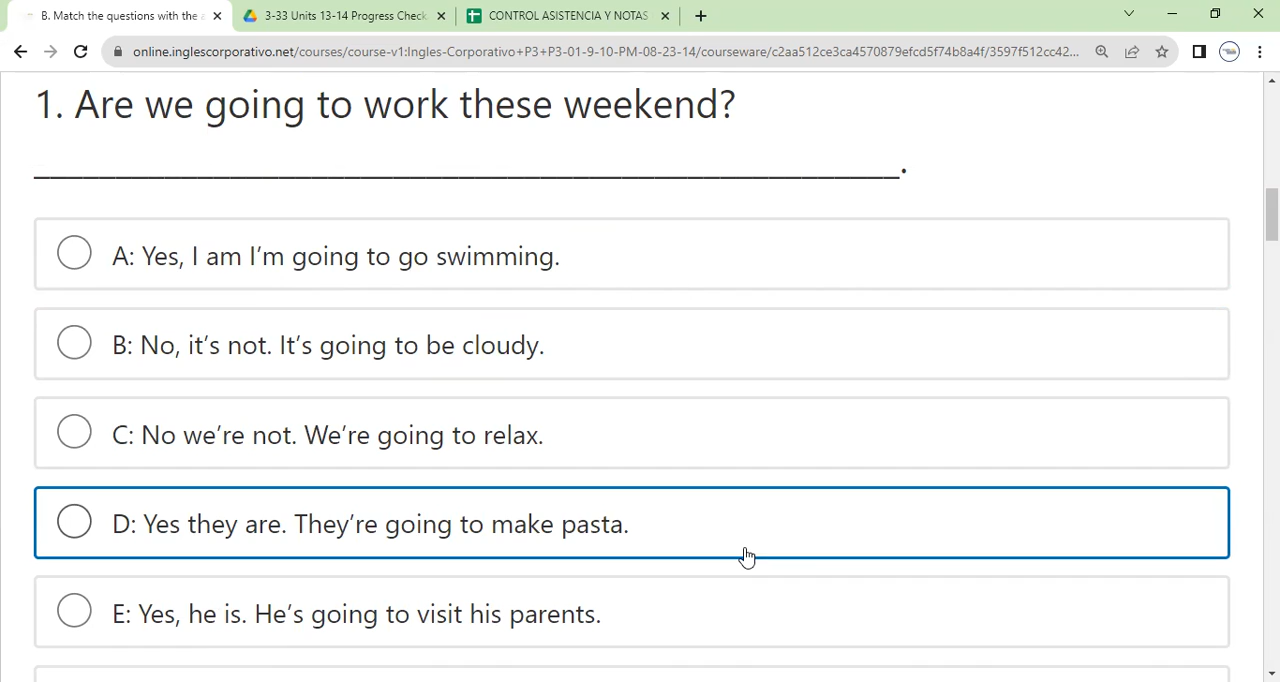 B. Match the questions with the a
3-33 Units 13-14 Progress Check
CONTROL ASISTENCIA Y NOTAS
online.inglescorporativo.net/courses/course-v1:Ingles-Corporativo+P3+P3-01-9-10-PM-08-23-14/courseware/c2aa512ce3ca4570879efcd5f74b8a4f/3597f512cc42...
1. Are we going to work these weekend?
_______________________________________________________.
A: Yes, I am I’m going to go swimming.
B: No, it’s not. It’s going to be cloudy.
C: No we’re not. We’re going to relax.
D: Yes they are. They’re going to make pasta.
E: Yes, he is. He’s going to visit his parents.